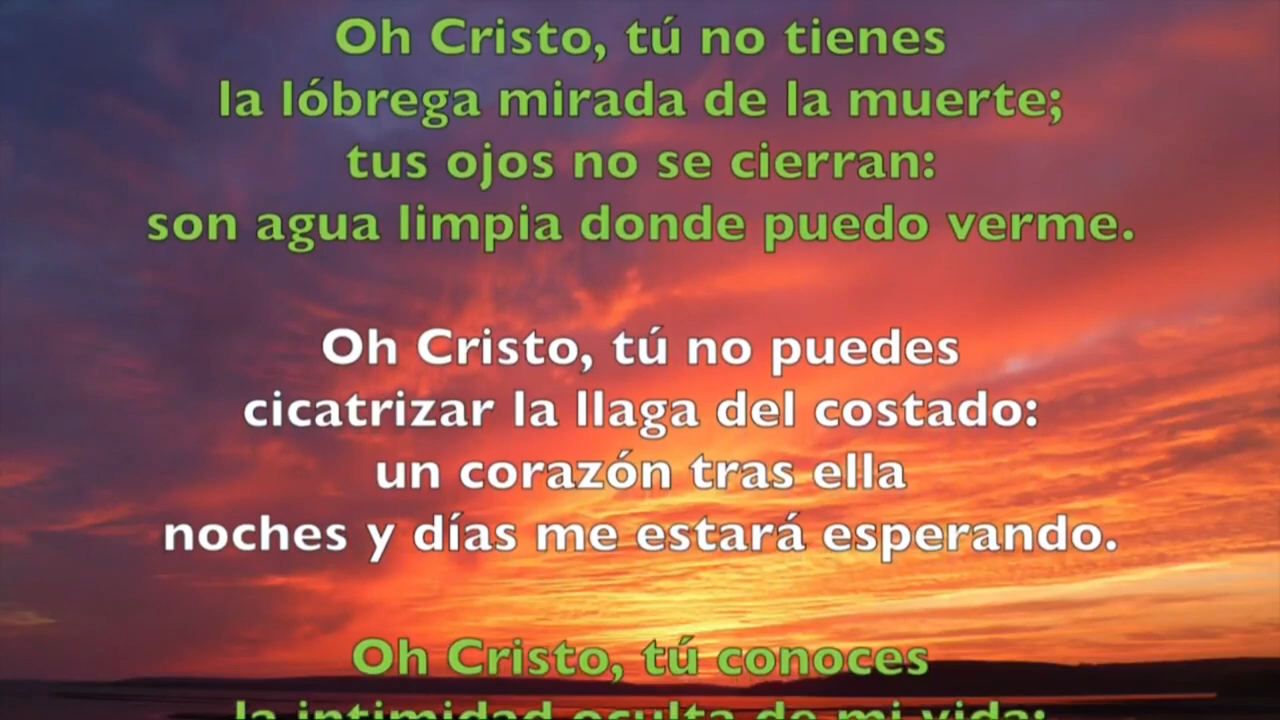 Oh Cristo, tú no tienes
la lóbrega mirada de la muerte;
tus ojos no se cierran:
son agua limpia donde puedo verme.
Oh Cristo, tú no puedes
cicatrizar la llaga del costado:
un corazón tras ella
noches y días me estará esperando.
Oh Cristo, tú conoces
la intimidad oculta de mi vida: